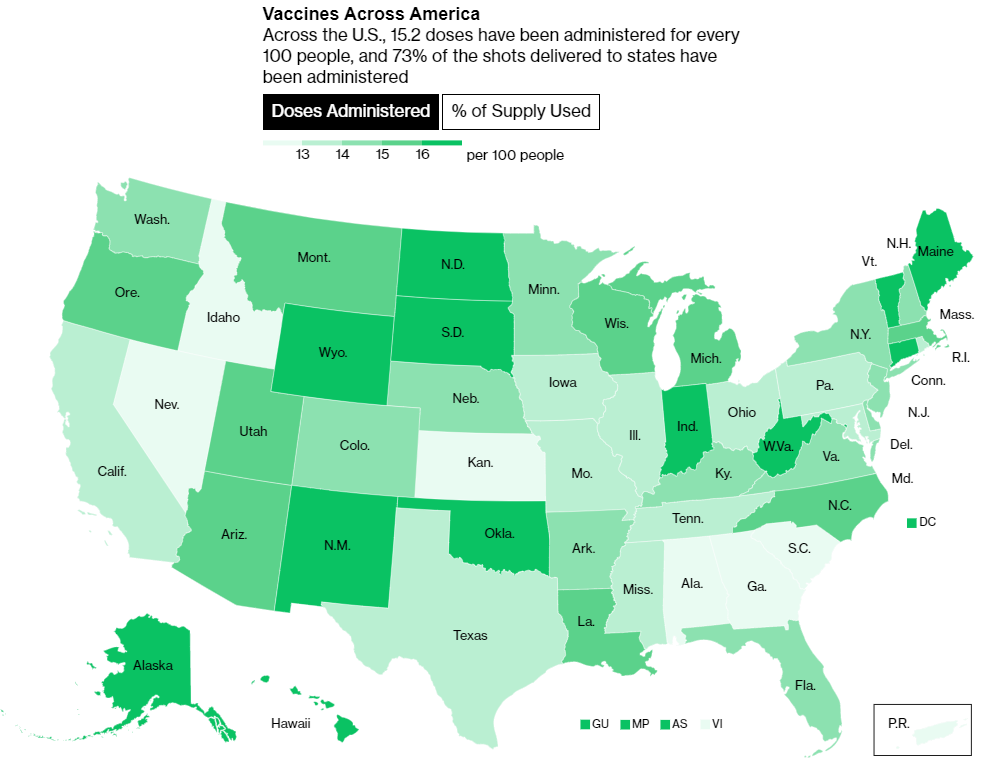 Vaccines Across America
Across the U.S., 15.2 doses have been administered for every
100 people, and 73% of the shots delivered to states have
been administered
Doses Administered % of Supply Used
13 14 15 16 per 100 people
Wash.
Mont.
N.D.
Minn.
N.H.
Maine
Vt.
Ore.
Idaho
S.D.
Wis.
Mich.
N.Y.
Mass.
R.I.
Wyo.
Conn.
Nev.
Neb.
Iowa
Ohio
Pa.
N.J.
Utah
Colo.
Ill.
Ind.
W.Va.
Va.
Del.
Calif.
Kan.
Mo.
Ky.
Md.
N.C.
DC
Ariz.
N.M.
Okla.
Ark.
Tenn.
S.C.
Miss.
Ala.
Ga.
Texas
La.
Alaska
Fla.
Hawaii
GU MP AS VI
P.R.